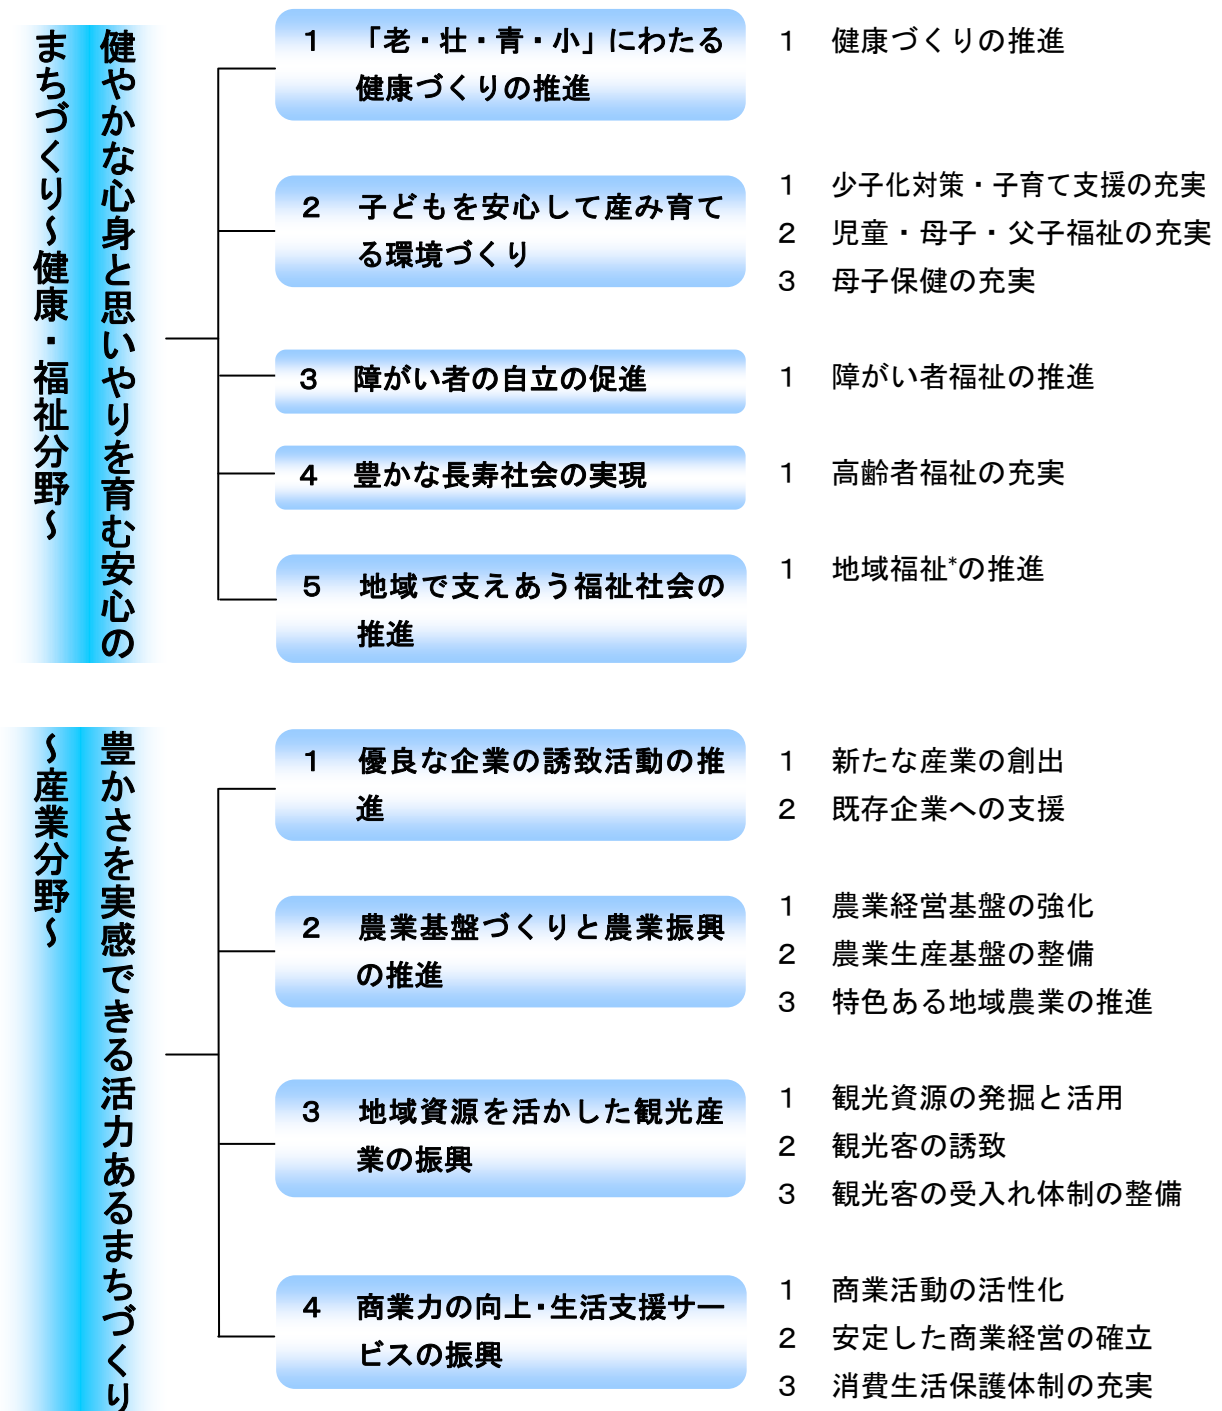 健やかな心身と思いやりを育む安心の
まちづくり～健康・福祉分野～
1 「老・壮・青・小」にわたる
健康づくりの推進
1 健康づくりの推進
2 子どもを安心して産み育て
る環境づくり
1 少子化対策・子育て支援の充実
2 児童・母子・父子福祉の充実
3 母子保健の充実
3 障がい者の自立の促進
1 障がい者福祉の推進
4 豊かな長寿社会の実現
1 高齢者福祉の充実
5 地域で支えあう福祉社会の
推進
1 地域福祉*の推進
豊かさを実感できる活力あるまちづくり
～産業分野～
1 優良な企業の誘致活動の推
進
1 新たな産業の創出
2 既存企業への支援
2 農業基盤づくりと農業振興
の推進
1 農業経営基盤の強化
2 農業生産基盤の整備
3 特色ある地域農業の推進
3 地域資源を活かした観光産
業の振興
1 観光資源の発掘と活用
2 観光客の誘致
3 観光客の受入れ体制の整備
4 商業力の向上・生活支援サー
ビスの振興
1 商業活動の活性化
2 安定した商業経営の確立
3 消費生活保護体制の充実